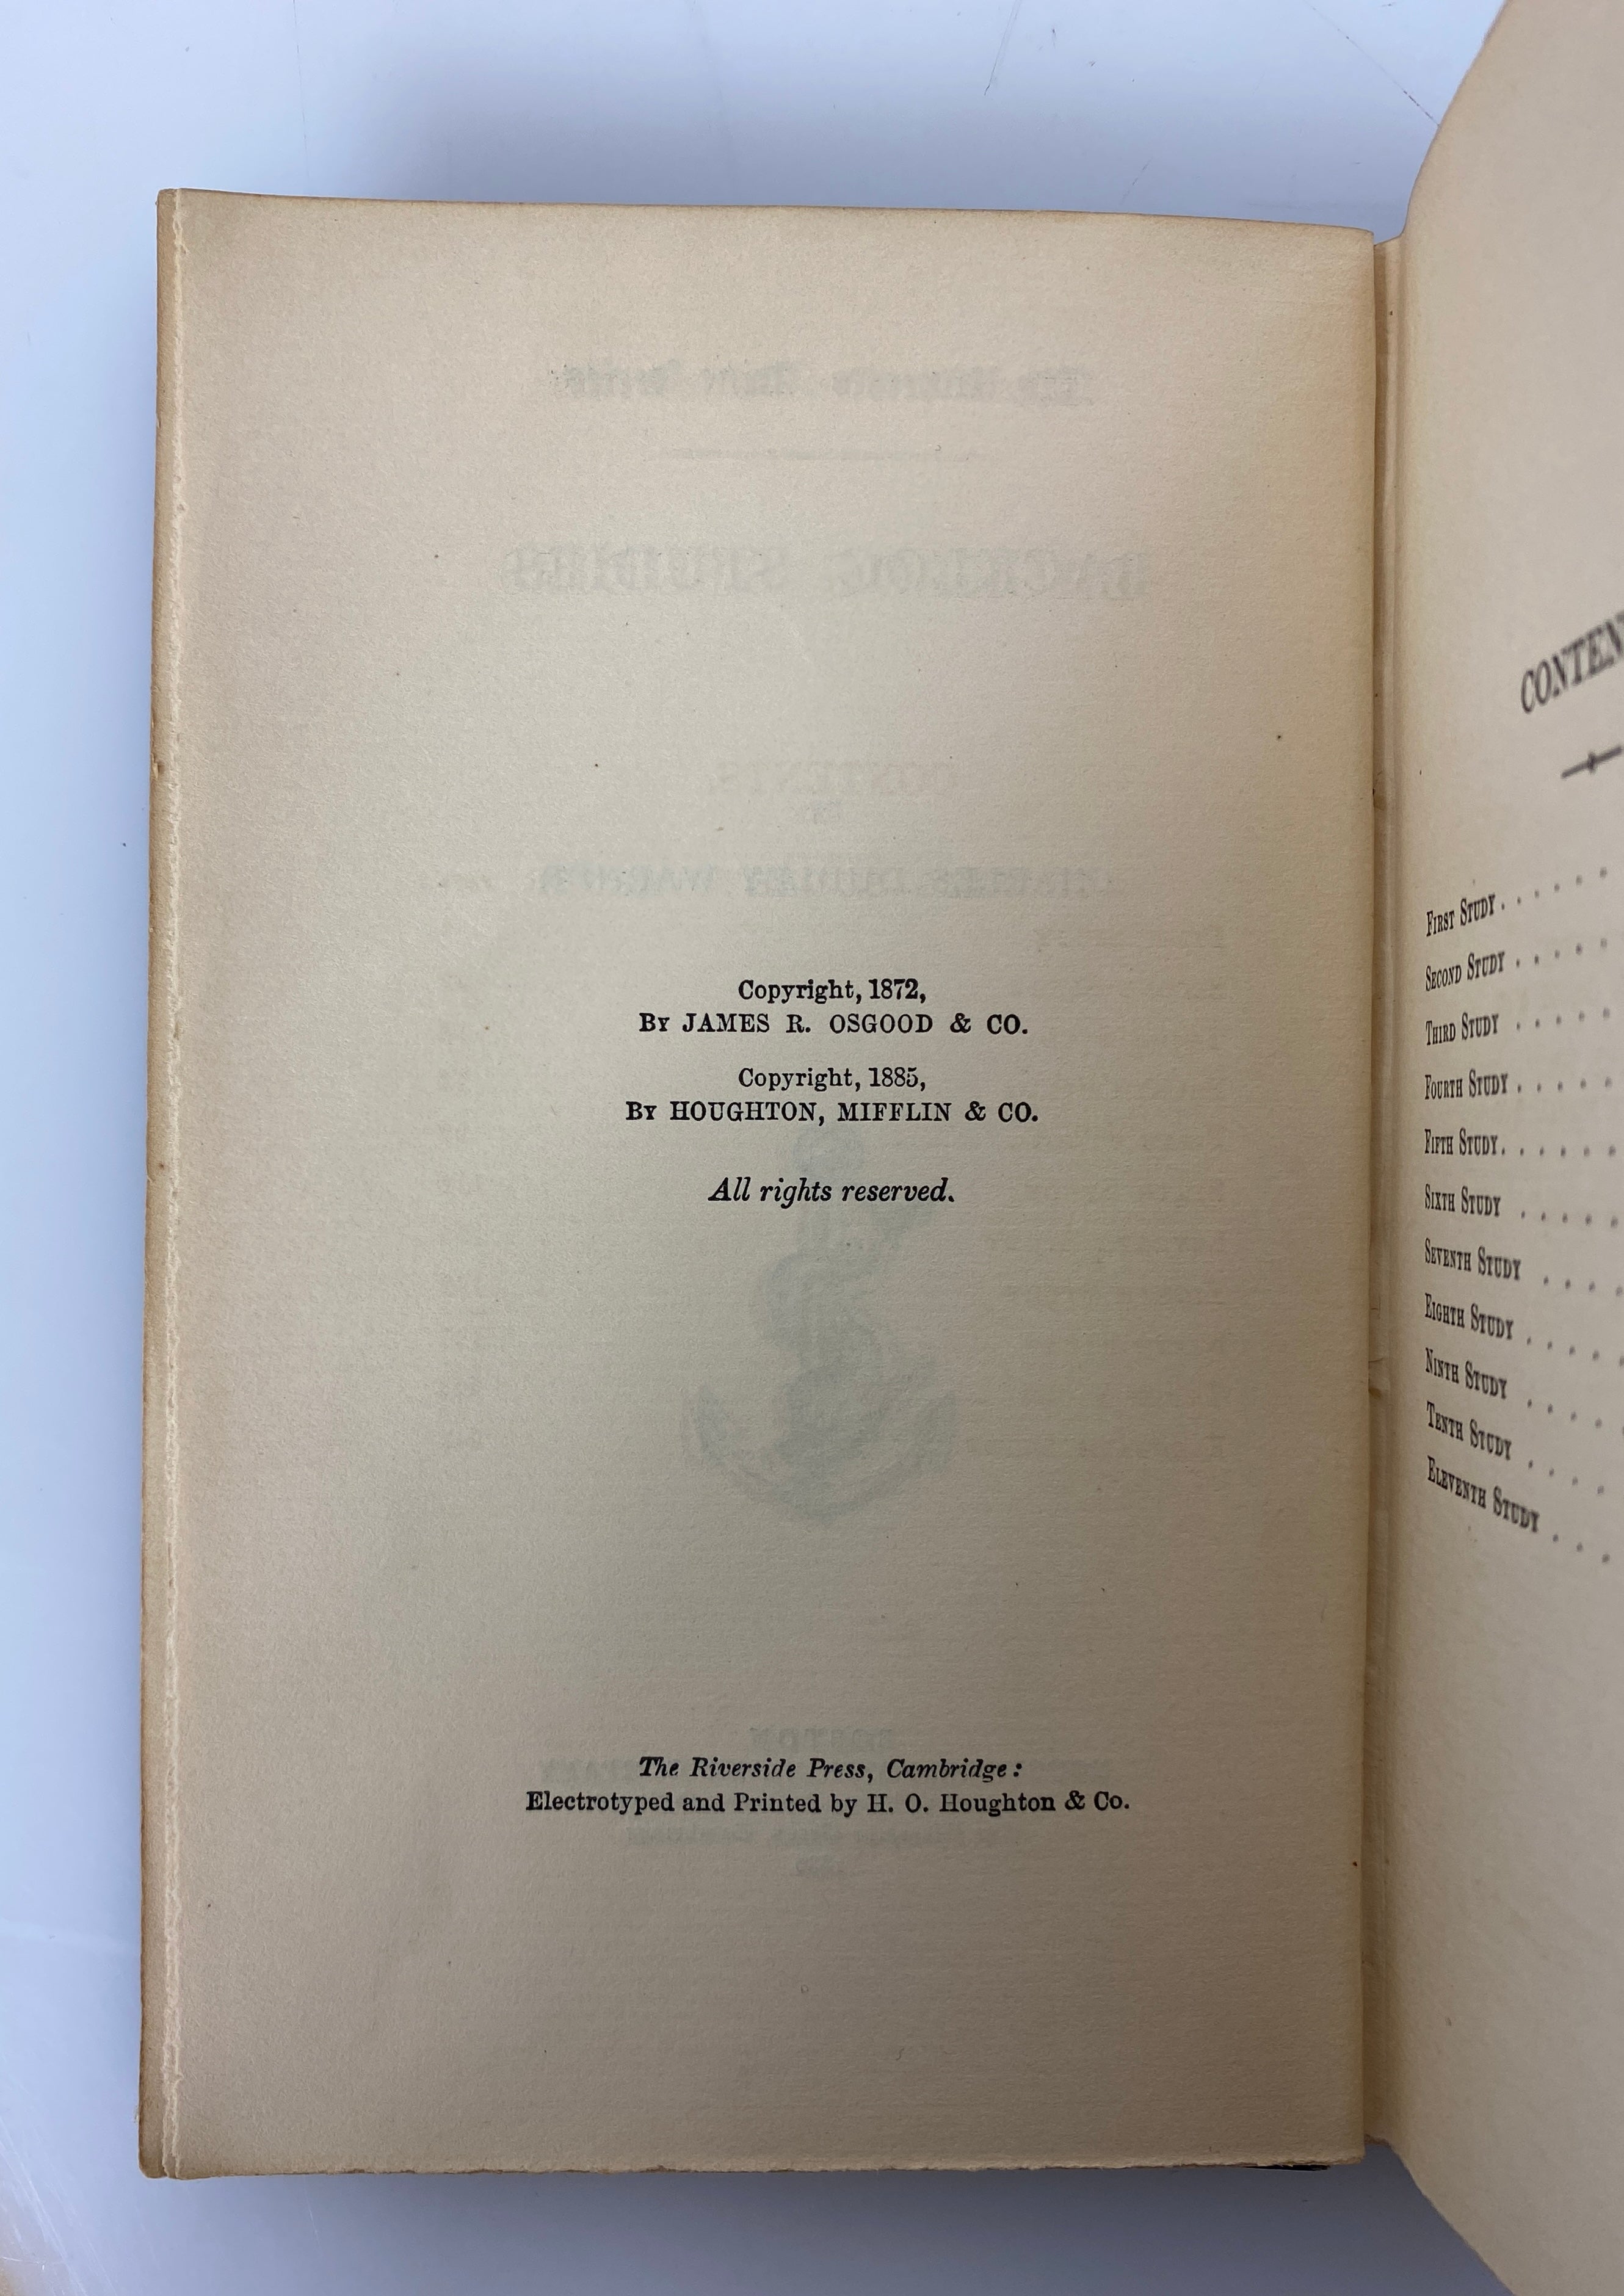 Copyright, 1872,
By JAMES R. OSGOOD & CO.
Copyright, 1885,
By HOUGHTON, MIFFLIN & CO.
All rights reserved.
The Riverside Press, Cambridge:
Electrotyped and Printed by H. O. Houghton & Co.
CONTEN
First Study . . . . . .
Second Study . . . . .
Third Study . . . . .
Fourth Study . . . . .
Fifth Study . . . . . .
Sixth Study . . . . .
Seventh Study . . . .
Eighth Study . . . . .
Ninth Study . . . .
Tenth Study . . . .
Eleventh Study . . .